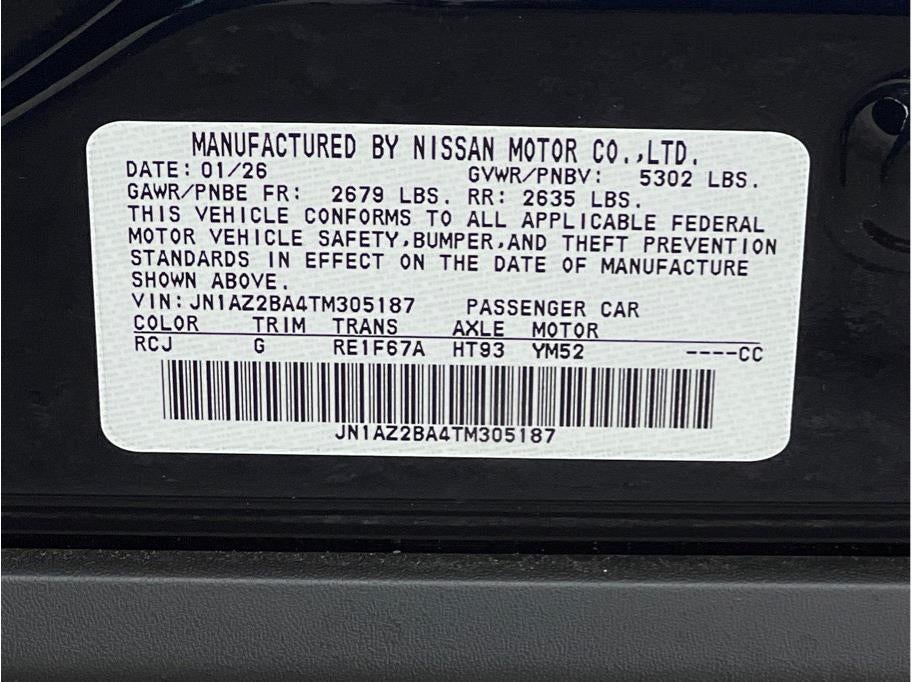 MANUFACTURED BY NISSAN MOTOR CO.,LTD.
DATE: 01/26 GVWR/PNBV: 5302 LBS.
GAWR/PNBE FR: 2679 LBS. RR: 2635 LBS.
THIS VEHICLE CONFORMS TO ALL APPLICABLE FEDERAL
MOTOR VEHICLE SAFETY,BUMPER,AND THEFT PREVENTION
STANDARDS IN EFFECT ON THE DATE OF MANUFACTURE
SHOWN ABOVE.
VIN: JN1AZ2BA4TM305187 PASSENGER CAR
COLOR TRIM TRANS AXLE MOTOR
RCJ G RE1F67A HT93 YM52 ----CC
JN1AZ2BA4TM305187